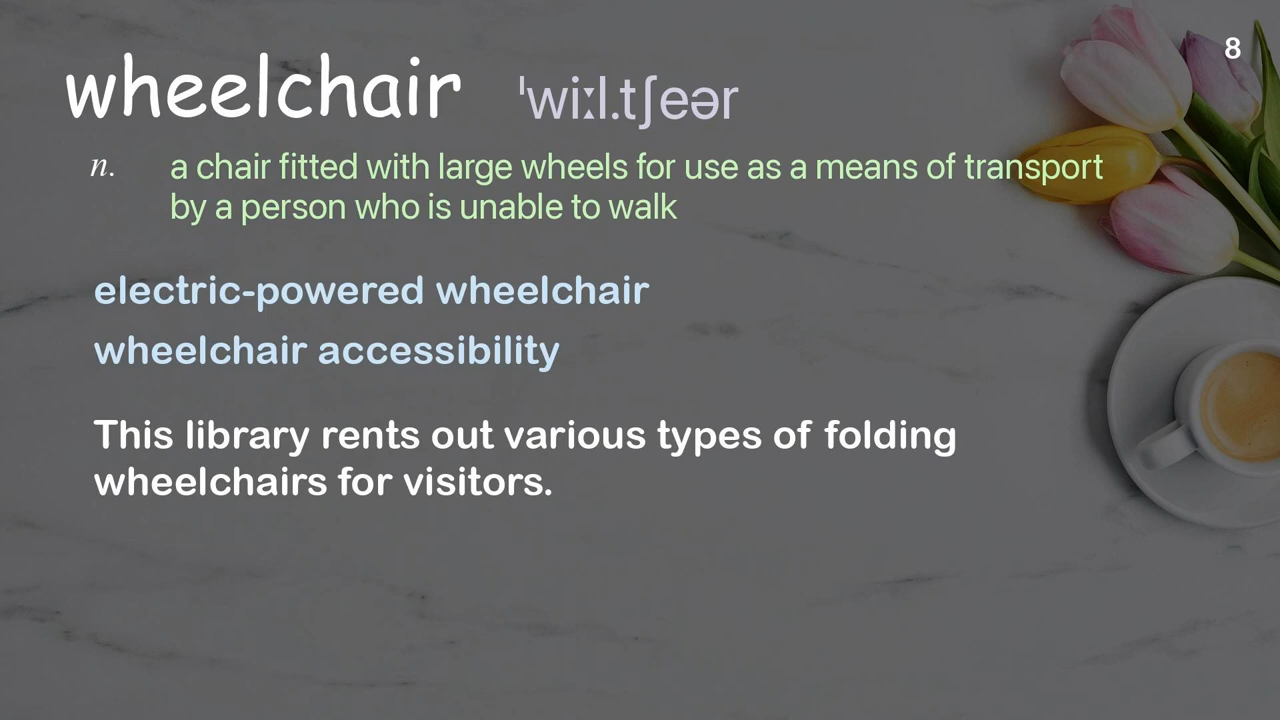 8
wheelchair ˈwiːl.tʃeər
n. a chair fitted with large wheels for use as a means of transport
by a person who is unable to walk
electric-powered wheelchair
wheelchair accessibility
This library rents out various types of folding
wheelchairs for visitors.